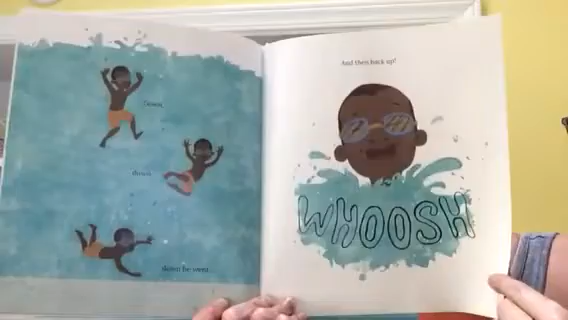 Down,
down,
down he went.
And then back up!
WHOOSH